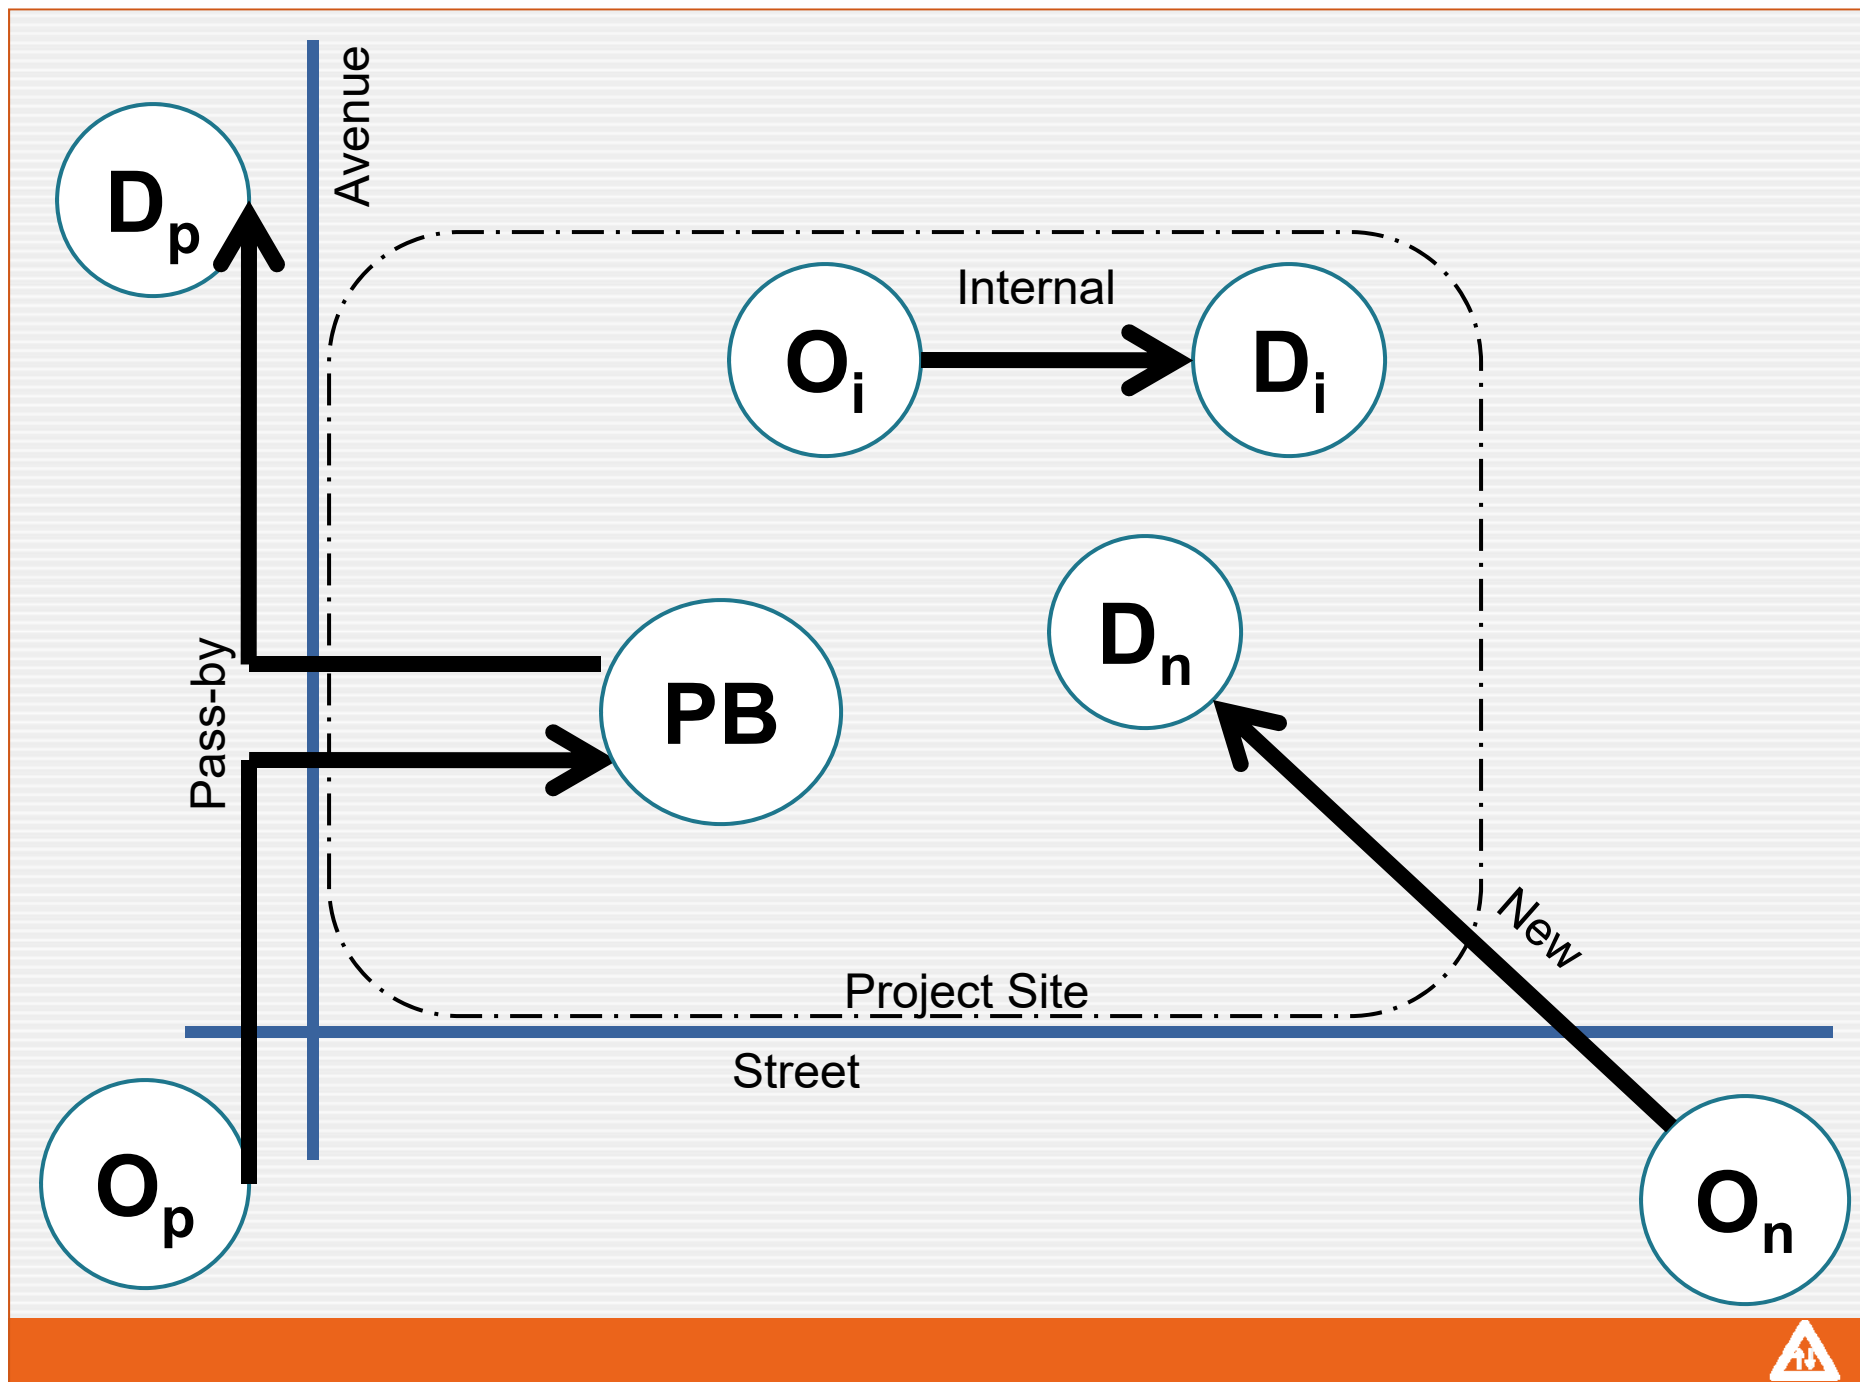 Avenue
Dp
Internal
Oi
Di
Dn
Pass-by
PB
New
Project Site
Street
Op
On